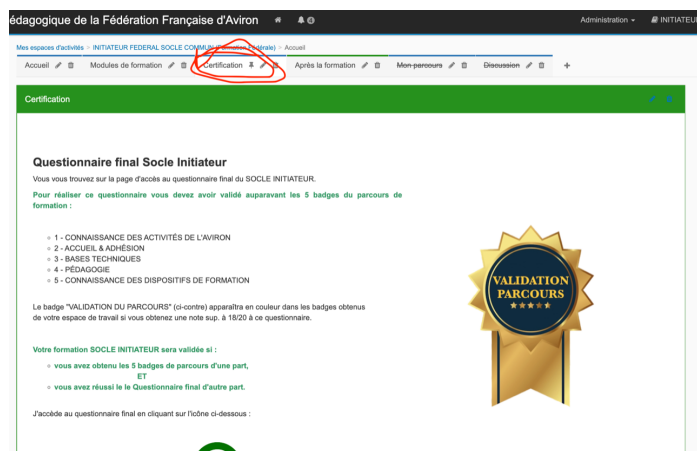 édagogique de la Fédération Française d'Aviron
Administration
INITIATEU
Mes espaces d'activités > INITIATEUR FEDERAL SOCLE COMMUN (Formation Fédérale) > Accueil
Accueil
Modules de formation
Certification
Après la formation
Mon parcours
Discussion
+
Certification
Questionnaire final Socle Initiateur
Vous vous trouvez sur la page d'accès au questionnaire final du SOCLE INITIATEUR.
Pour réaliser ce questionnaire vous devez avoir validé auparavant les 5 badges du parcours de
formation :
1 - CONNAISSANCE DES ACTIVITÉS DE L'AVIRON
2 - ACCUEIL & ADHÉSION
3 - BASES TECHNIQUES
4 - PÉDAGOGIE
5 - CONNAISSANCE DES DISPOSITIFS DE FORMATION
VALIDATION
PARCOURS
Le badge "VALIDATION DU PARCOURS" (ci-contre) apparaîtra en couleur dans les badges obtenus
de votre espace de travail si vous obtenez une note sup. à 18/20 à ce questionnaire.
Votre formation SOCLE INITIATEUR sera validée si :
vous avez obtenu les 5 badges de parcours d'une part,
ET
vous avez réussi le le Questionnaire final d'autre part.
J'accède au questionnaire final en cliquant sur l'icône ci-dessous :